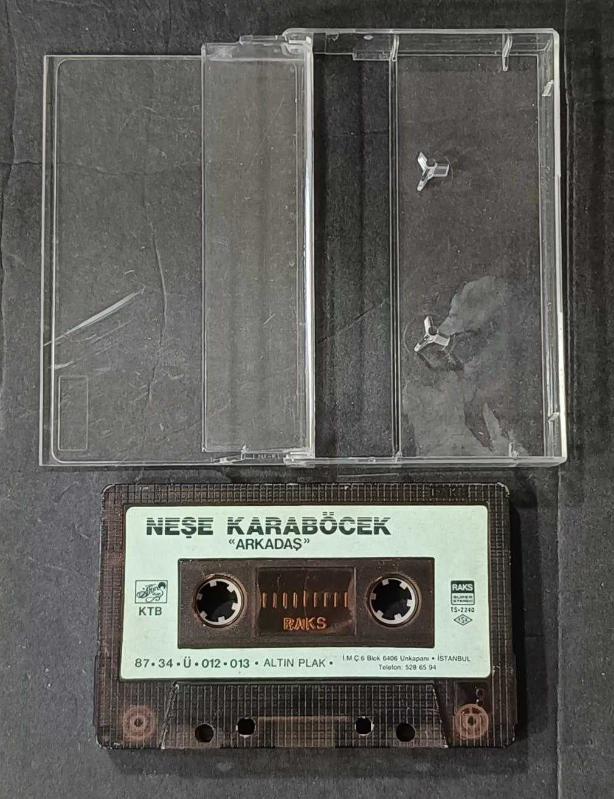 NEŞE KARABÖCEK
«ARKADAŞ»
KTB
RAKS
RAKS
SUPER
STEREO
TS-2240
TSE
87•34•Ü•012•013 • ALTIN PLAK •
İ.M.Ç.6 Blok 6406 Unkapanı • İSTANBUL
Telefon: 528 65 94